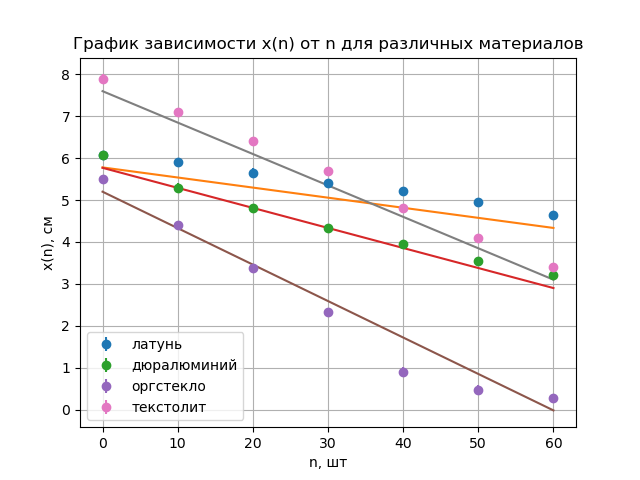 График зависимости x(n) от n для различных материалов
8
7
6
5
4
3
2
1
0
x(n), см
латунь
дюралюминий
оргстекло
текстолит
0 10 20 30 40 50 60
n, шт